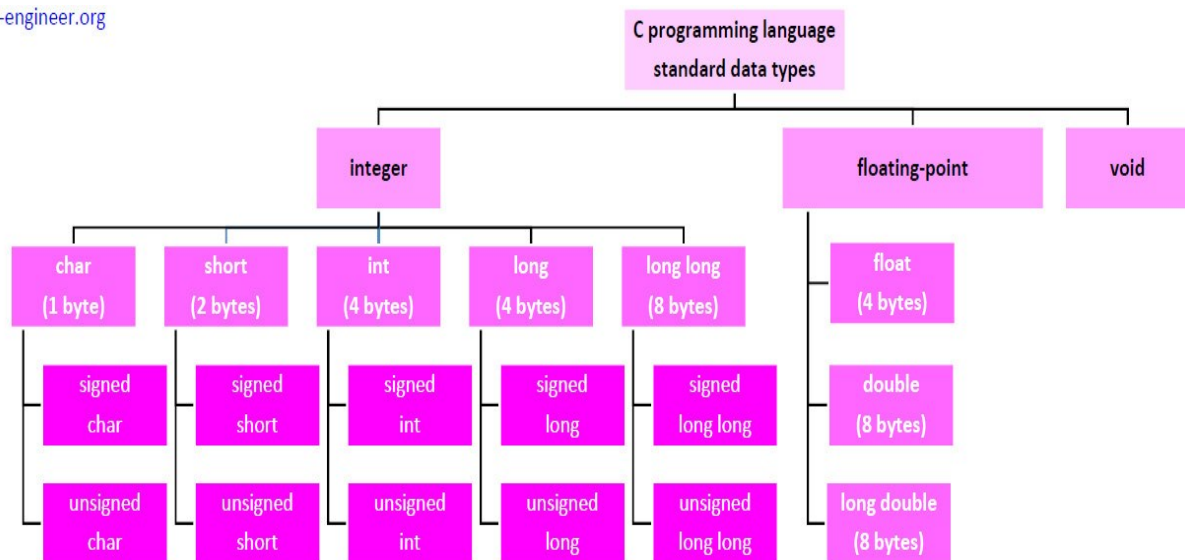 -engineer.org
C programming language
standard data types
integer
floating-point
void
char
(1 byte)
short
(2 bytes)
int
(4 bytes)
long
(4 bytes)
long long
(8 bytes)
float
(4 bytes)
signed
char
signed
short
signed
int
signed
long
signed
long long
double
(8 bytes)
unsigned
char
unsigned
short
unsigned
int
unsigned
long
unsigned
long long
long double
(8 bytes)